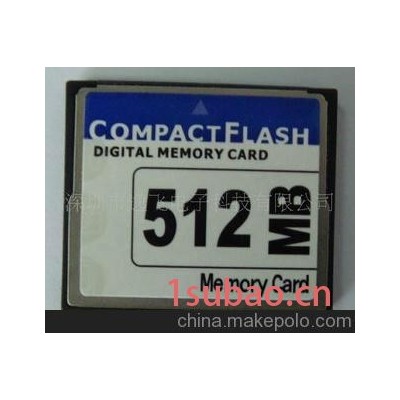 COMPACTFLASH
DIGITAL MEMORY CARD
512 MB
Memory Card
1subao.cn
china.makepolo.com